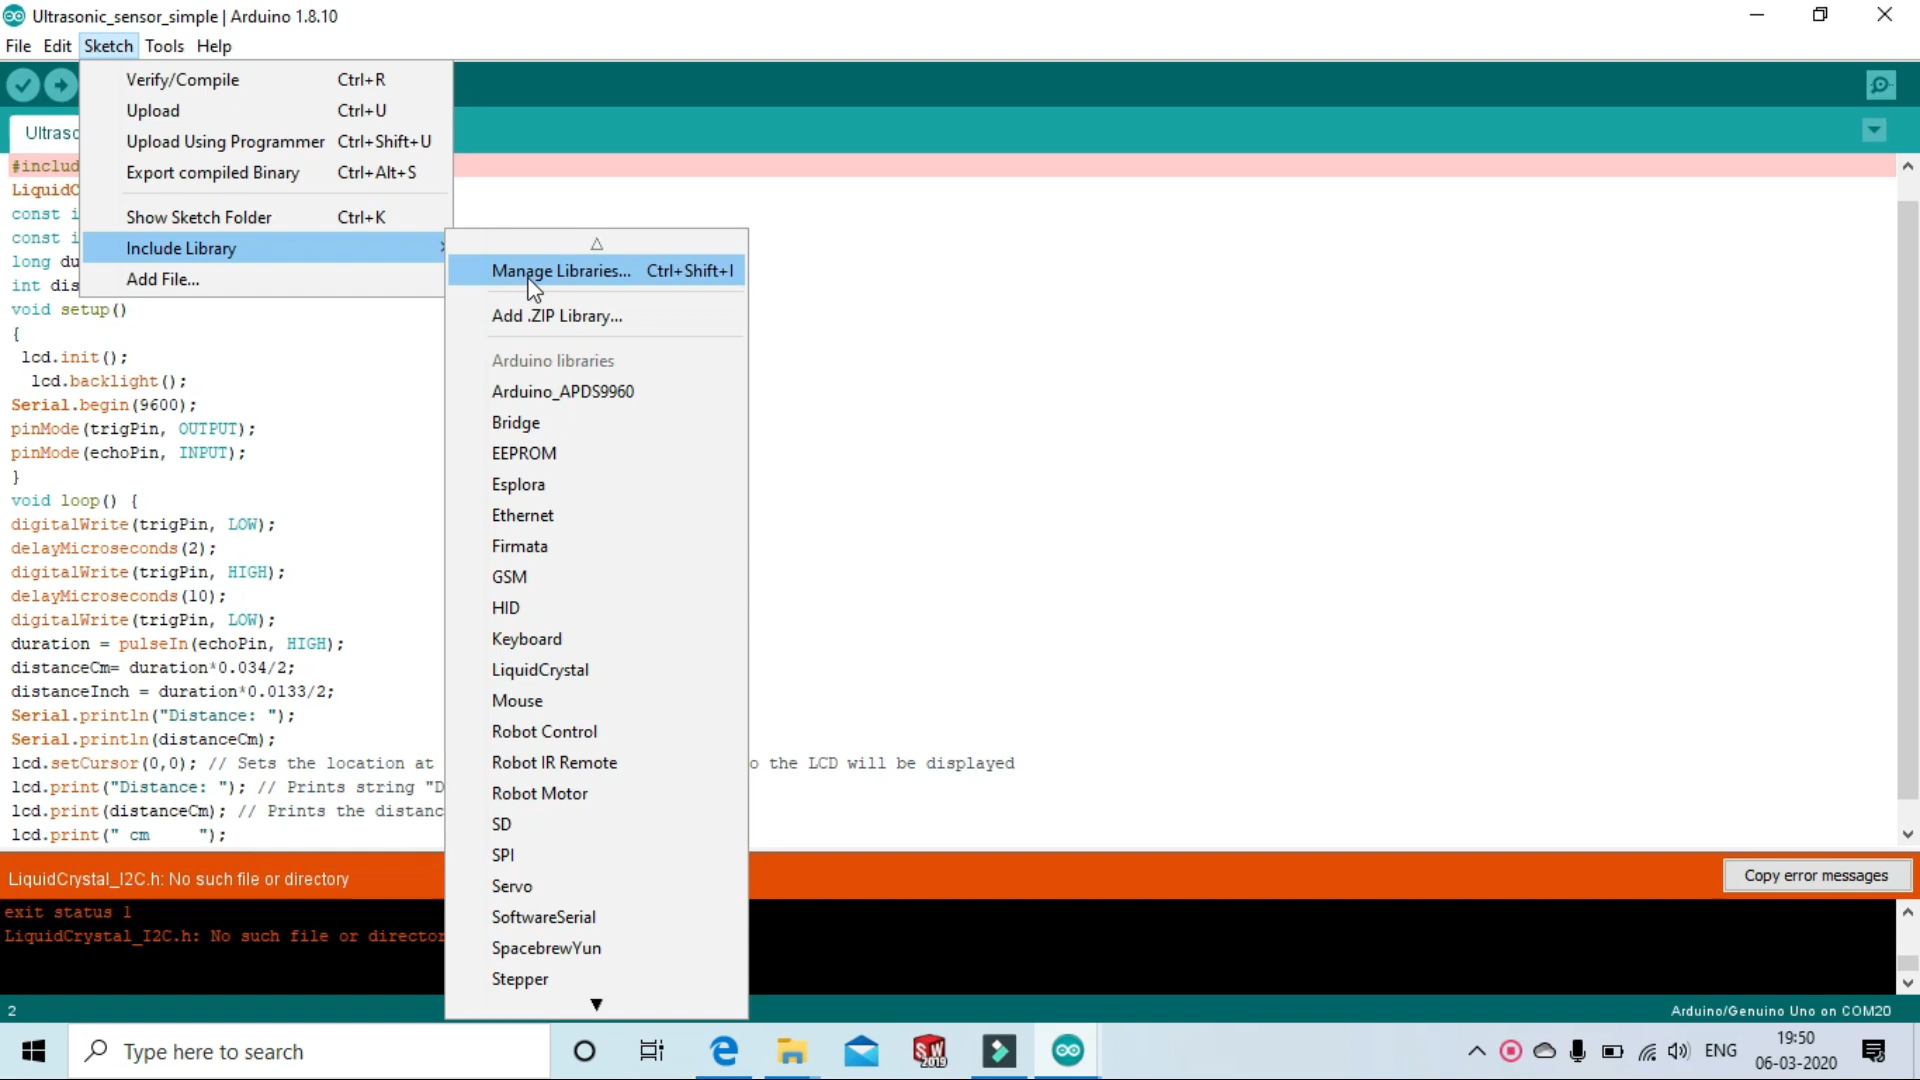 Ultrasonic_sensor_simple | Arduino 1.8.10
File Edit Sketch Tools Help
Verify/Compile Ctrl+R
Upload Ctrl+U
Upload Using Programmer Ctrl+Shift+U
Export compiled Binary Ctrl+Alt+S
Show Sketch Folder Ctrl+K
Include Library
Add File...
Manage Libraries... Ctrl+Shift+I
Add .ZIP Library...
Arduino libraries
Arduino_APDS9960
Bridge
EEPROM
Esplora
Ethernet
Firmata
GSM
HID
Keyboard
LiquidCrystal
Mouse
Robot Control
Robot IR Remote
Robot Motor
SD
SPI
Servo
SoftwareSerial
SpacebrewYun
Stepper
Ultraso
#includ
LiquidC
const i
const i
long du
int dis
void setup()
{
lcd.init();
lcd.backlight();
Serial.begin(9600);
pinMode(trigPin, OUTPUT);
pinMode(echoPin, INPUT);
}
void loop() {
digitalWrite(trigPin, LOW);
delayMicroseconds(2);
digitalWrite(trigPin, HIGH);
delayMicroseconds(10);
digitalWrite(trigPin, LOW);
duration = pulseIn(echoPin, HIGH);
distanceCm= duration*0.034/2;
distanceInch = duration*0.0133/2;
Serial.println("Distance: ");
Serial.println(distanceCm);
lcd.setCursor(0,0); // Sets the location at o the LCD will be displayed
lcd.print("Distance: "); // Prints string "D
lcd.print(distanceCm); // Prints the distanc
lcd.print(" cm     ");
LiquidCrystal_I2C.h: No such file or directory
Copy error messages
exit status 1
LiquidCrystal_I2C.h: No such file or director
2
Arduino/Genuino Uno on COM20
Type here to search
SW 2019
ENG
19:50
06-03-2020